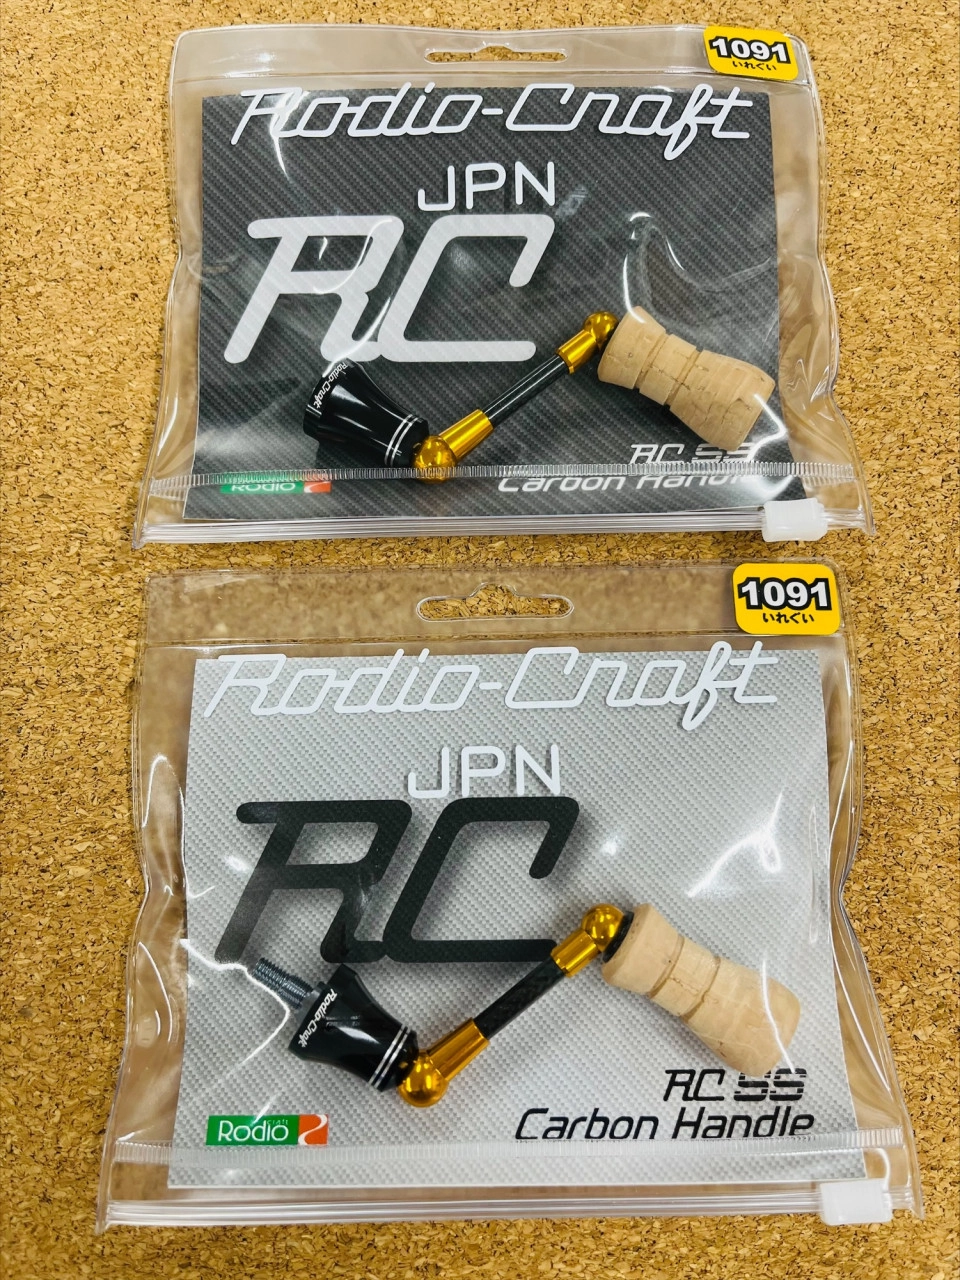 1091
いれぐい
Rodio-Craft
JPN
RC
Rodio-Craft
RC SS
Carbon Handle
Rodio
1091
いれぐい
Rodio-Craft
JPN
RC
Rodio-Craft
RC SS
Carbon Handle
Rodio